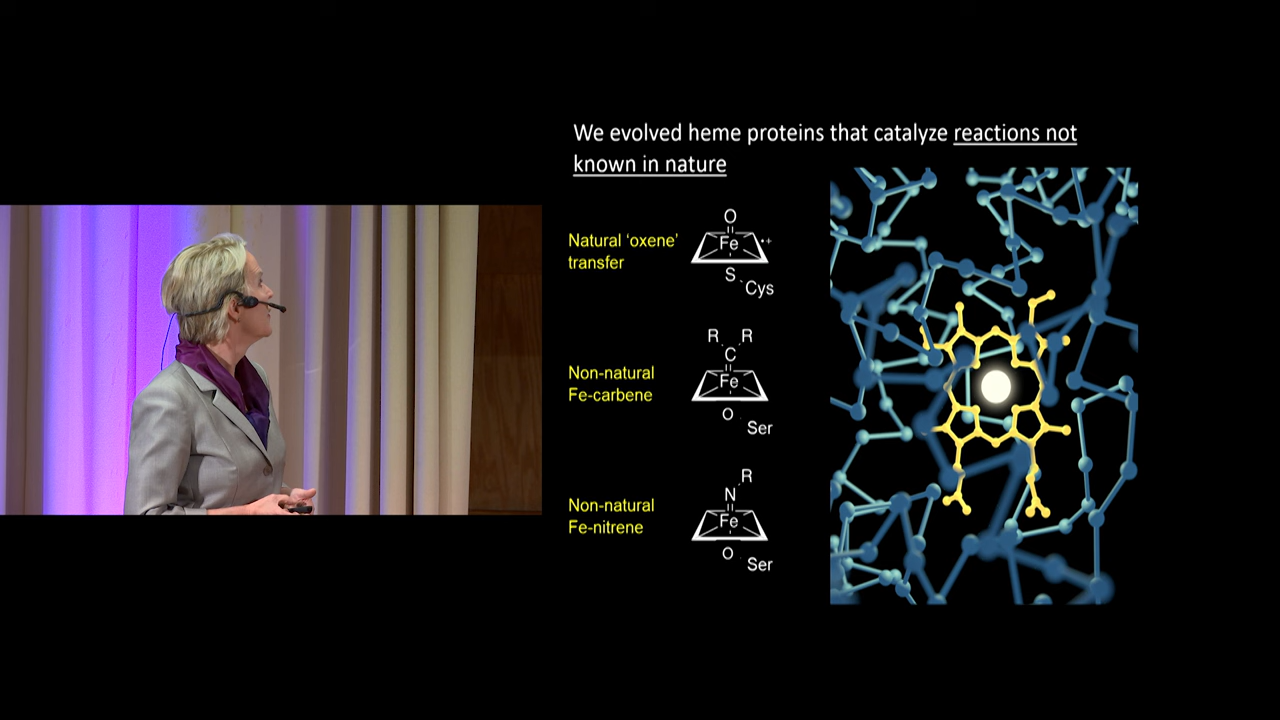 We evolved heme proteins that catalyze reactions not
known in nature
Natural ‘oxene’
transfer
O
Fe
•+
S
Cys
Non-natural
Fe-carbene
R R
C
Fe
O
Ser
Non-natural
Fe-nitrene
R
N
Fe
O
Ser